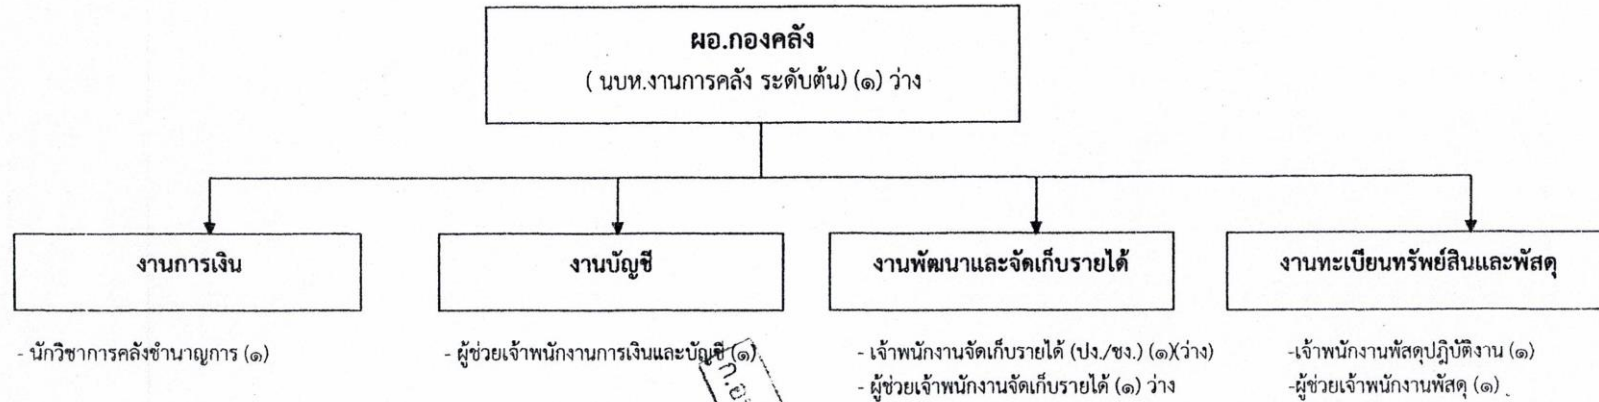 ผอ.กองคลัง
( นบห.งานการคลัง ระดับต้น) (๑) ว่าง
งานการเงิน
งานบัญชี
งานพัฒนาและจัดเก็บรายได้
งานทะเบียนทรัพย์สินและพัสดุ
- นักวิชาการคลังชำนาญการ (๑)
- ผู้ช่วยเจ้าพนักงานการเงินและบัญชี (๑)
- เจ้าพนักงานจัดเก็บรายได้ (ปง./ชง.) (๑)(ว่าง)
- ผู้ช่วยเจ้าพนักงานจัดเก็บรายได้ (๑) ว่าง
-เจ้าพนักงานพัสดุปฏิบัติงาน (๑)
-ผู้ช่วยเจ้าพนักงานพัสดุ (๑)